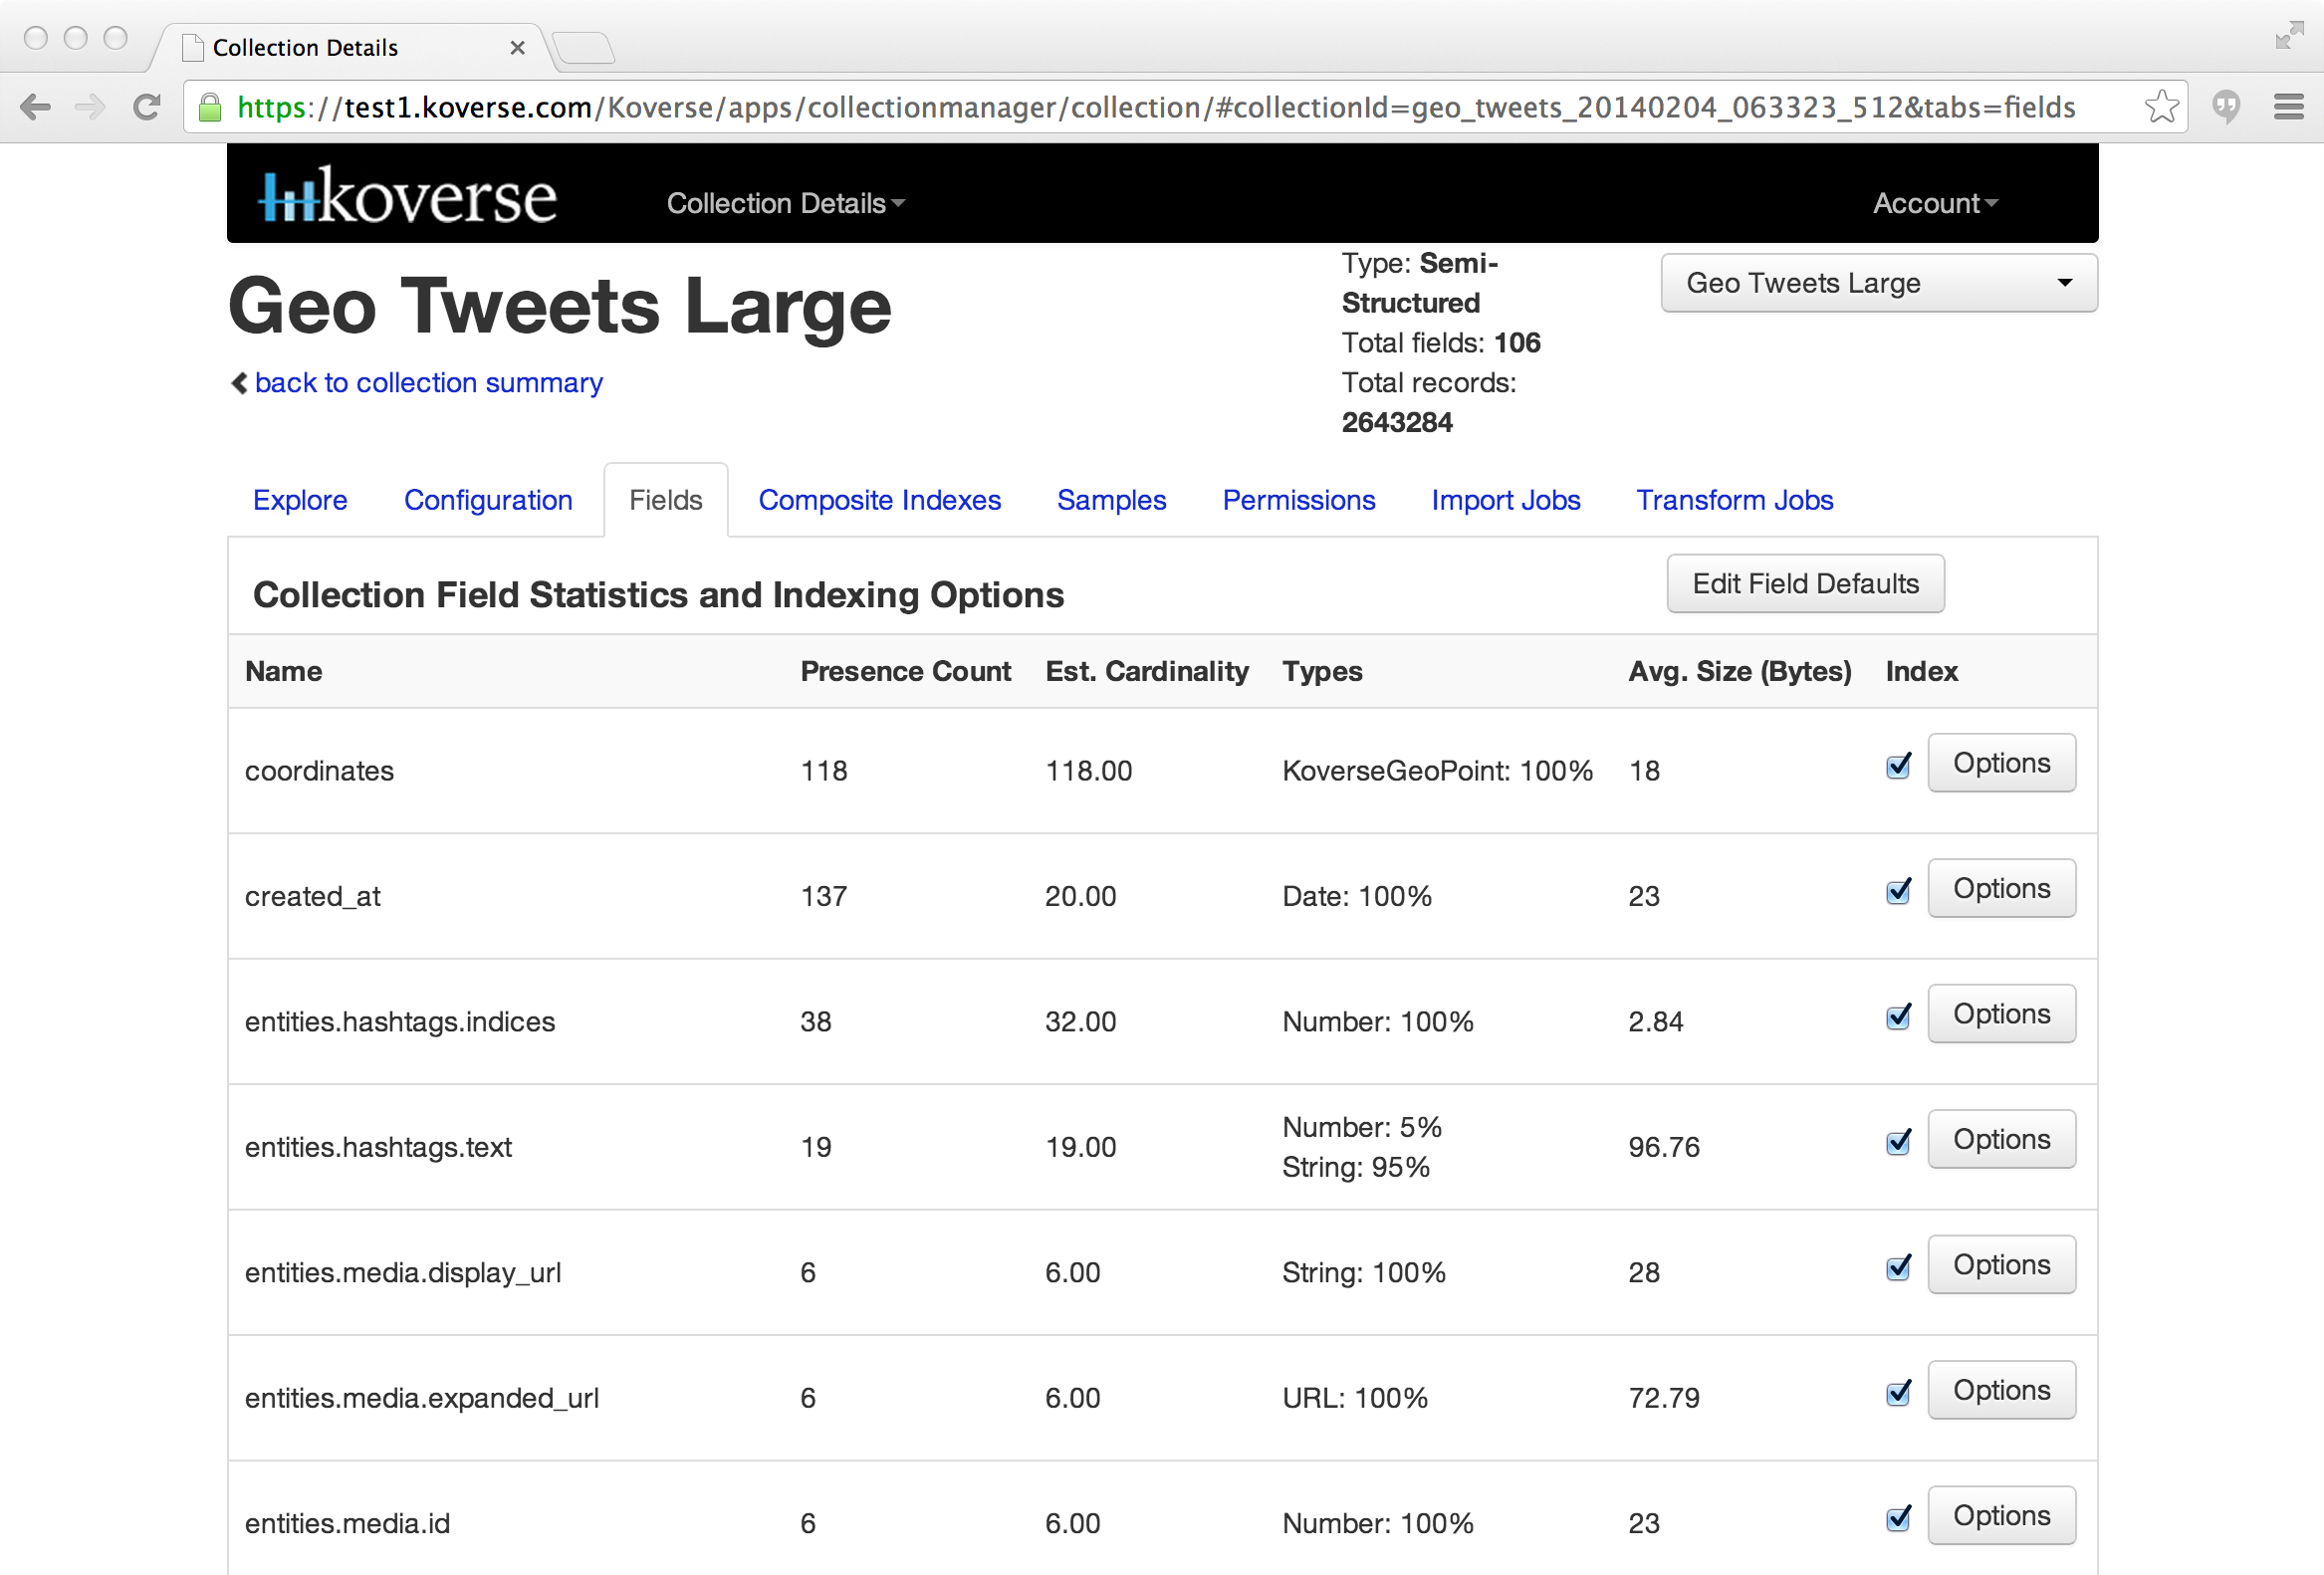 Collection Details
https://test1.koverse.com/Koverse/apps/collectionmanager/collection/#collectionId=geo_tweets_20140204_063323_512&tabs=fields
koverse Collection Details Account
Geo Tweets Large
back to collection summary
Type: Semi-
Structured
Total fields: 106
Total records:
2643284
Geo Tweets Large
Explore Configuration Fields Composite Indexes Samples Permissions Import Jobs Transform Jobs
Collection Field Statistics and Indexing Options Edit Field Defaults
Name Presence Count Est. Cardinality Types Avg. Size (Bytes) Index
coordinates 118 118.00 KoverseGeoPoint: 100% 18 Options
created_at 137 20.00 Date: 100% 23 Options
entities.hashtags.indices 38 32.00 Number: 100% 2.84 Options
entities.hashtags.text 19 19.00 Number: 5% String: 95% 96.76 Options
entities.media.display_url 6 6.00 String: 100% 28 Options
entities.media.expanded_url 6 6.00 URL: 100% 72.79 Options
entities.media.id 6 6.00 Number: 100% 23 Options